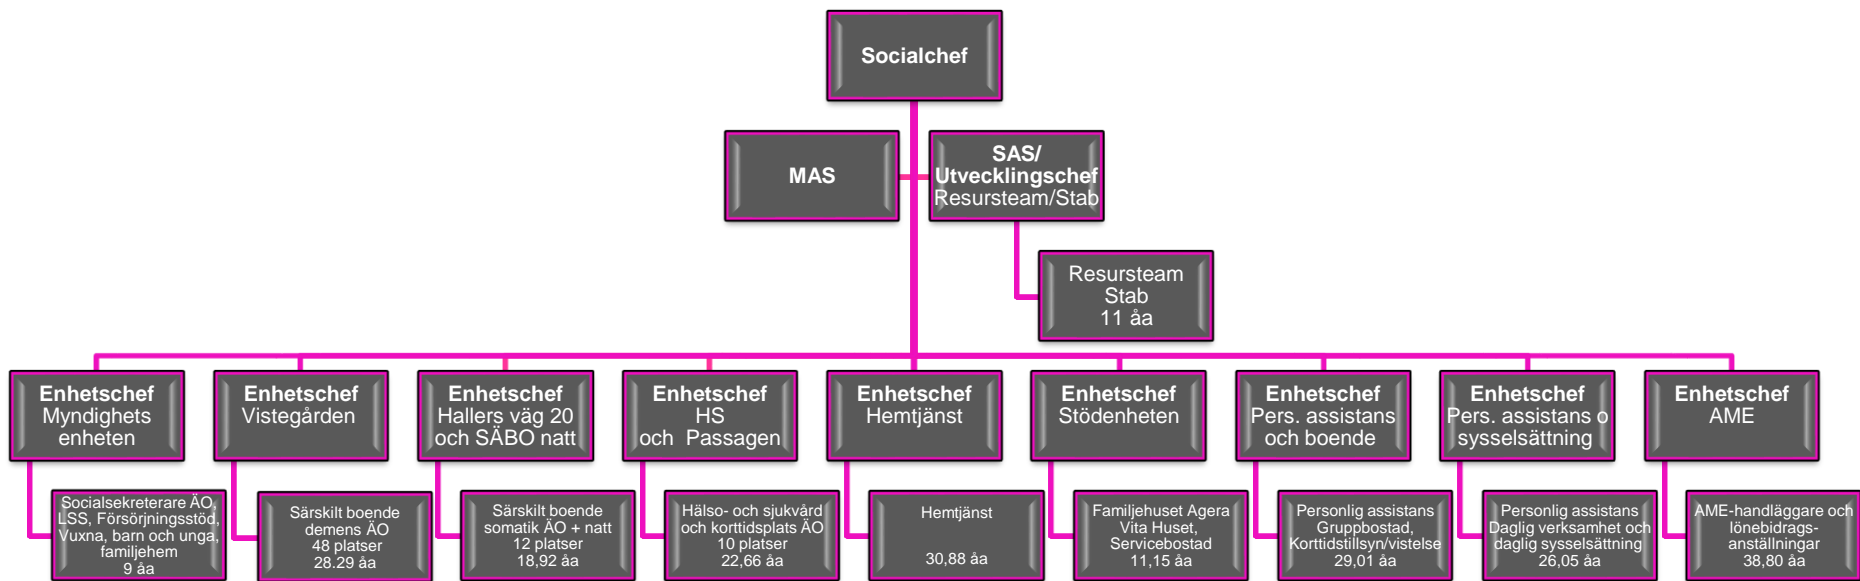 Socialchef
MAS
SAS/
Utvecklingschef
Resursteam/Stab
Resursteam
Stab
11 åa
Enhetschef
Myndighets
enheten
Enhetschef
Vistegården
Enhetschef
Hallers väg 20
och SÄBO natt
Enhetschef
HS
och Passagen
Enhetschef
Hemtjänst
Enhetschef
Stödenheten
Enhetschef
Pers. assistans
och boende
Enhetschef
Pers. assistans o
sysselsättning
Enhetschef
AME
Socialsekreterare ÄO,
LSS, Försörjningsstöd,
Vuxna, barn och unga,
familjehem
9 åa
Särskilt boende
demens ÄO
48 platser
28.29 åa
Särskilt boende
somatik ÄO + natt
12 platser
18,92 åa
Hälso- och sjukvård
och korttidsplats ÄO
10 platser
22,66 åa
Hemtjänst
30,88 åa
Familjehuset Agera
Vita Huset,
Servicebostad
11,15 åa
Personlig assistans
Gruppbostad,
Korttidstillsyn/vistelse
29,01 åa
Personlig assistans
Daglig verksamhet och
daglig sysselsättning
26,05 åa
AME-handläggare och
lönebidrags-
anställningar
38,80 åa